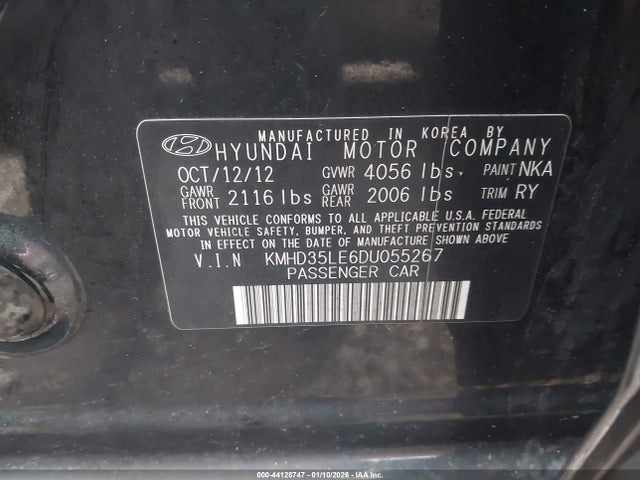 MANUFACTURED IN KOREA BY
HYUNDAI MOTOR COMPANY
OCT/12/12 GVWR 4056 lbs. PAINT NKA
GAWR FRONT 2116 lbs GAWR REAR 2006 lbs TRIM RY
THIS VEHICLE CONFORMS TO ALL APPLICABLE U.S.A. FEDERAL
MOTOR VEHICLE SAFETY, BUMPER, AND THEFT PREVENTION STANDARDS
IN EFFECT ON THE DATE OF MANUFACTURE SHOWN ABOVE
V.I.N KMHD35LE6DU055267
PASSENGER CAR
000-44128747 - 01/10/2026 - IAAI.COM